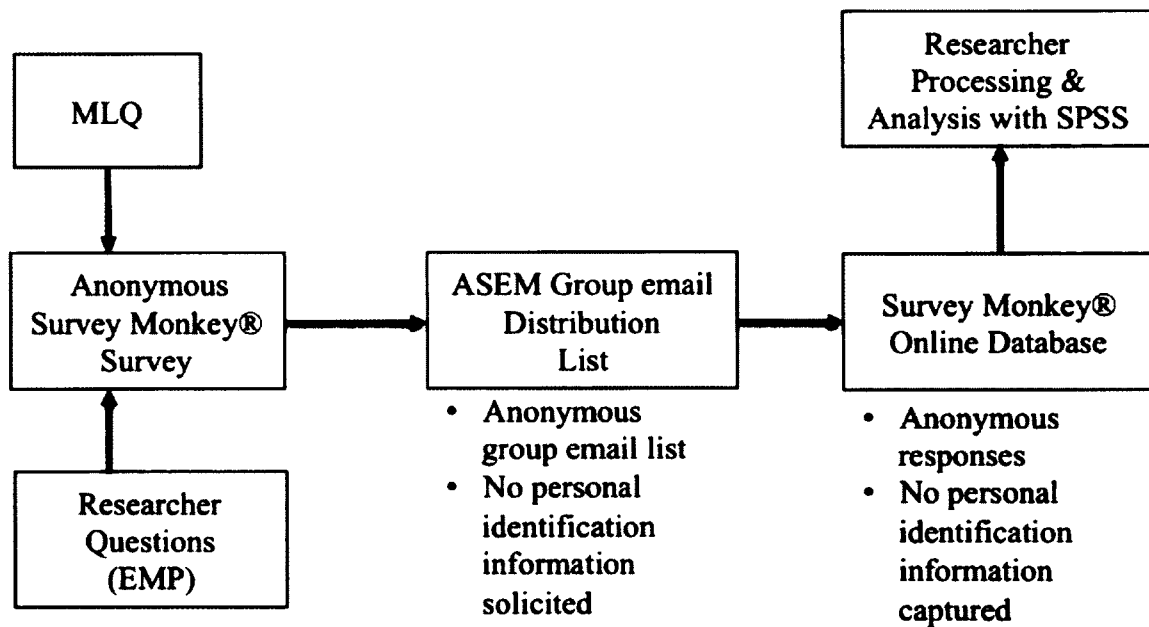 MLQ
Anonymous
Survey Monkey®
Survey
Researcher
Questions
(EMP)
ASEM Group email
Distribution
List
• Anonymous
group email list
• No personal
identification
information
solicited
Researcher
Processing &
Analysis with SPSS
Survey Monkey®
Online Database
• Anonymous
responses
• No personal
identification
information
captured